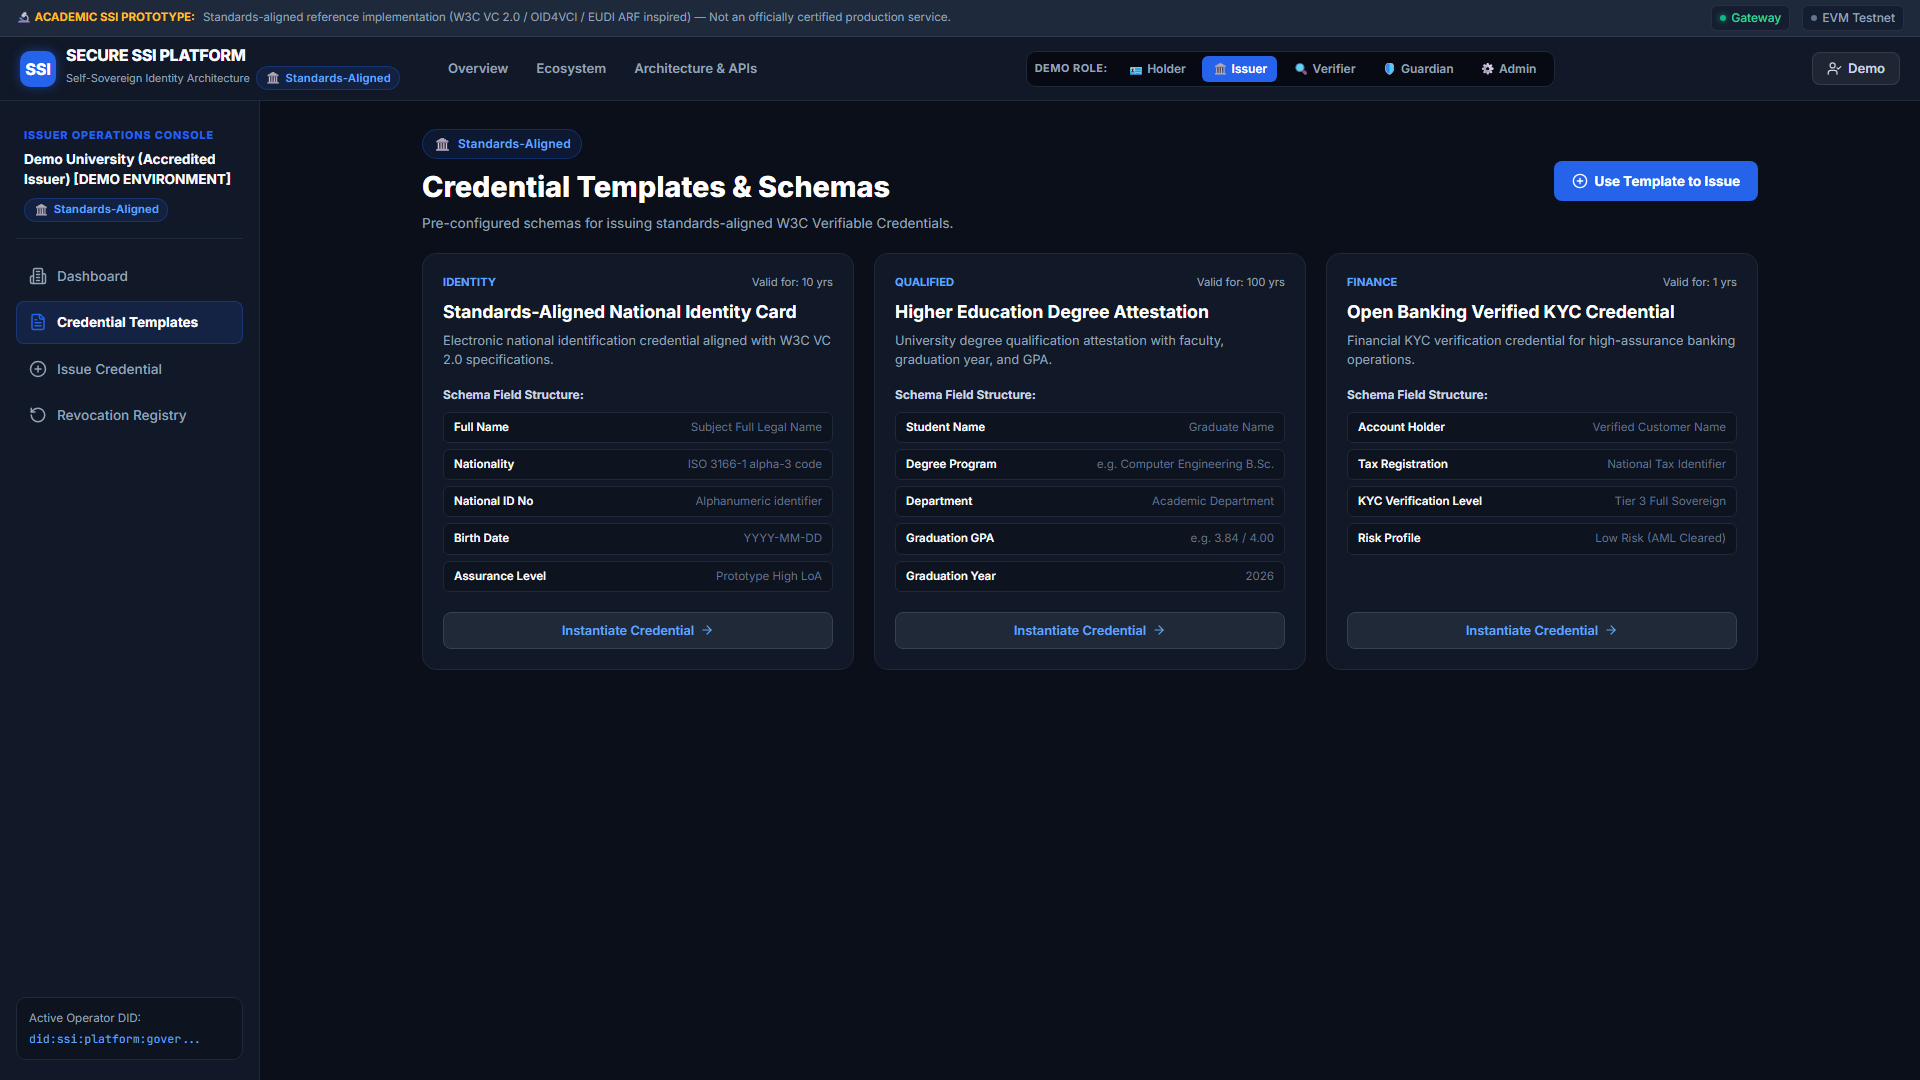 ACADEMIC SSI PROTOTYPE: Standards-aligned reference implementation (W3C VC 2.0 / OID4VCI / EUDI ARF inspired) — Not an officially certified production service.
Gateway
EVM Testnet
SSI
SECURE SSI PLATFORM
Self-Sovereign Identity Architecture
Standards-Aligned
Overview
Ecosystem
Architecture & APIs
DEMO ROLE:
Holder
Issuer
Verifier
Guardian
Admin
Demo
ISSUER OPERATIONS CONSOLE
Demo University (Accredited
Issuer) [DEMO ENVIRONMENT]
Standards-Aligned
Dashboard
Credential Templates
Issue Credential
Revocation Registry
Active Operator DID:
did:ssi:platform:gover...
Standards-Aligned
Credential Templates & Schemas
Pre-configured schemas for issuing standards-aligned W3C Verifiable Credentials.
Use Template to Issue
IDENTITY
Valid for: 10 yrs
Standards-Aligned National Identity Card
Electronic national identification credential aligned with W3C VC
2.0 specifications.
Schema Field Structure:
Full Name Subject Full Legal Name
Nationality ISO 3166-1 alpha-3 code
National ID No Alphanumeric identifier
Birth Date YYYY-MM-DD
Assurance Level Prototype High LoA
Instantiate Credential →
QUALIFIED
Valid for: 100 yrs
Higher Education Degree Attestation
University degree qualification attestation with faculty,
graduation year, and GPA.
Schema Field Structure:
Student Name Graduate Name
Degree Program e.g. Computer Engineering B.Sc.
Department Academic Department
Graduation GPA e.g. 3.84 / 4.00
Graduation Year 2026
Instantiate Credential →
FINANCE
Valid for: 1 yrs
Open Banking Verified KYC Credential
Financial KYC verification credential for high-assurance banking
operations.
Schema Field Structure:
Account Holder Verified Customer Name
Tax Registration National Tax Identifier
KYC Verification Level Tier 3 Full Sovereign
Risk Profile Low Risk (AML Cleared)
Instantiate Credential →